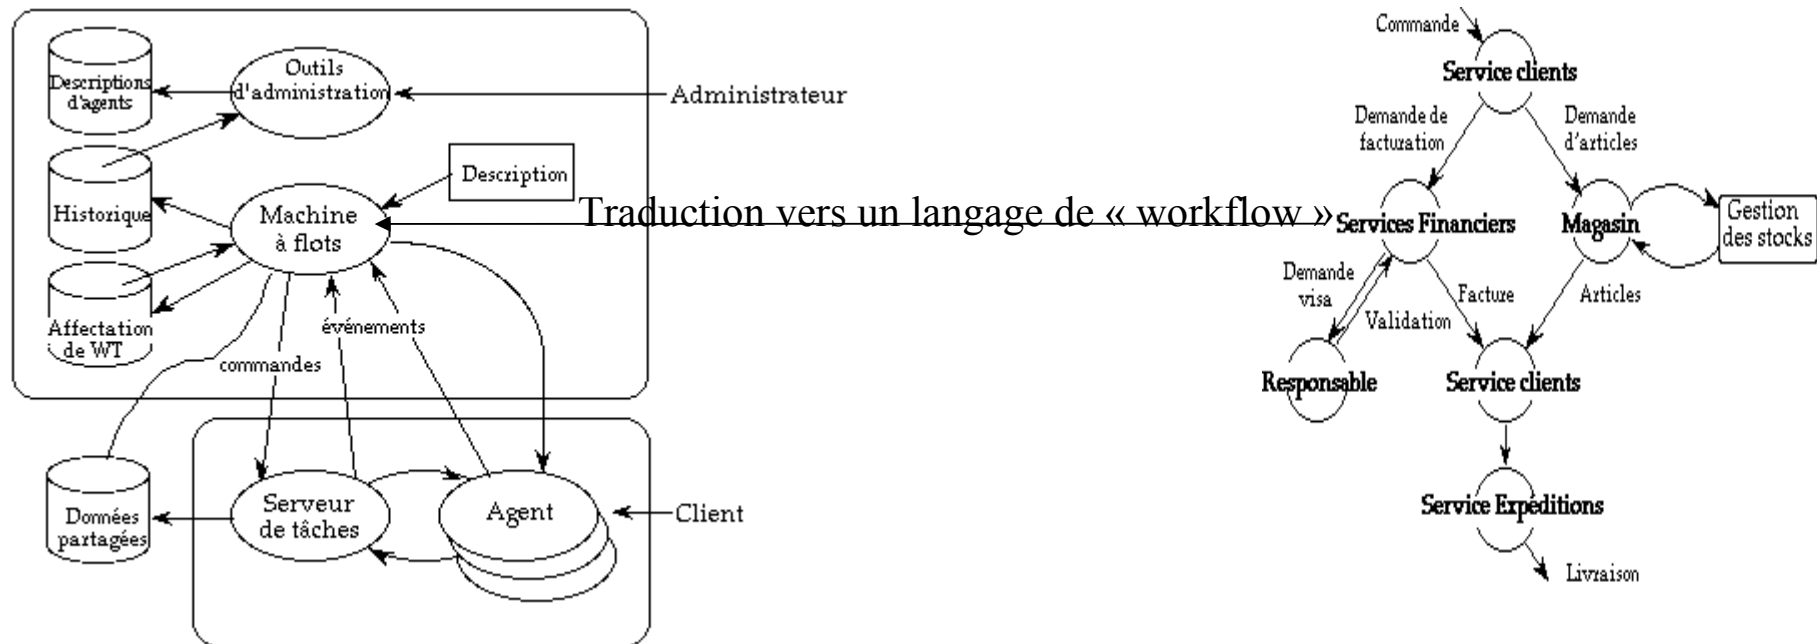 Outils
d'administration
Descriptions
d'agents
Administrateur
Description
Historique
Machine
à flots
Affectation
de WT
événements
commandes
Données
partagées
Serveur
de tâches
Agent
Client
Traduction vers un langage de « workflow »
Commande
Service clients
Demande de
facturation
Demande
d'articles
Services Financiers
Magasin
Gestion
des stocks
Demande
visa
Validation
Facture
Articles
Responsable
Service clients
Service Expéditions
Livraison